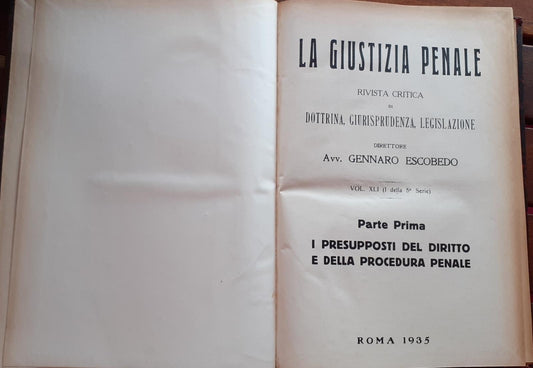 LA GIUSTIZIA PENALE
RIVISTA CRITICA
DI
DOTTRINA, GIURISPRUDENZA, LEGISLAZIONE
DIRETTORE
Avv. GENNARO ESCOBEDO
VOL. XLI (I della 5ª Serie)
Parte Prima
I PRESUPPOSTI DEL DIRITTO
E DELLA PROCEDURA PENALE
ROMA 1935